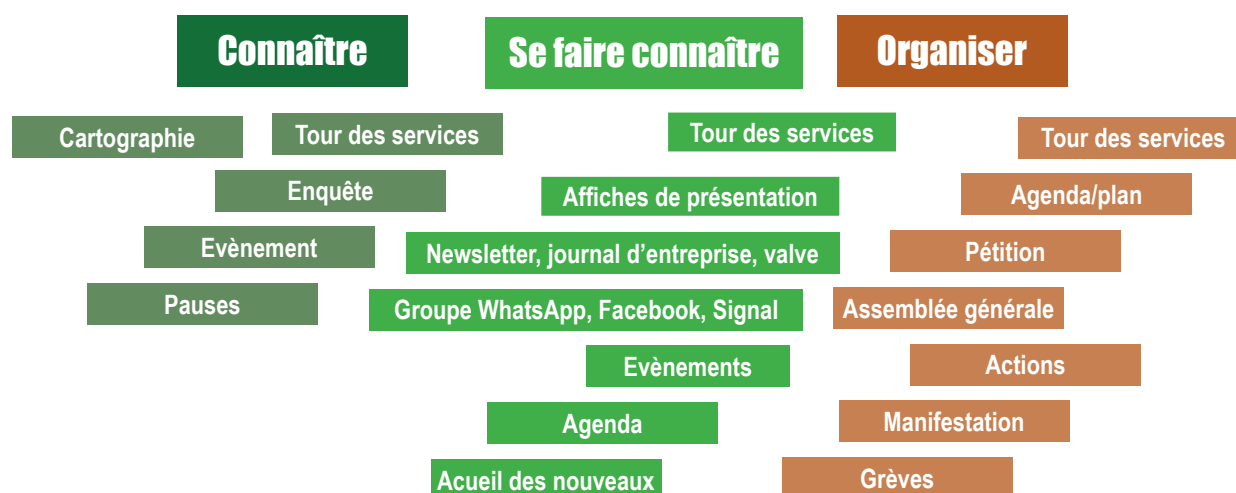 Connaître
Se faire connaître
Organiser
Cartographie
Tour des services
Enquête
Evènement
Pauses
Tour des services
Affiches de présentation
Newsletter, journal d’entreprise, valve
Groupe WhatsApp, Facebook, Signal
Evènements
Agenda
Acueil des nouveaux
Tour des services
Agenda/plan
Pétition
Assemblée générale
Actions
Manifestation
Grèves